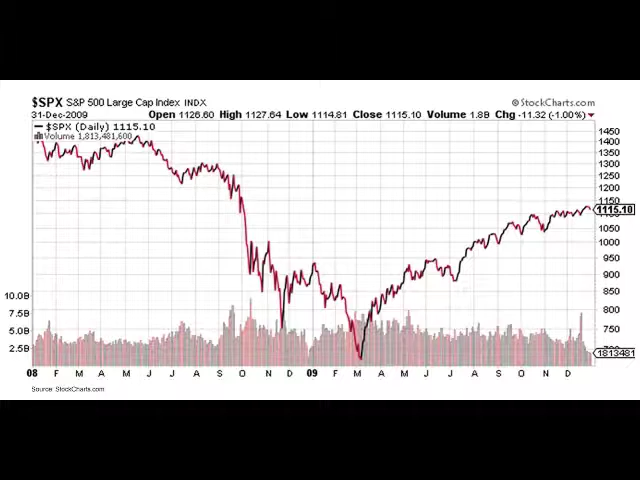 $SPX S&P 500 Large Cap Index INDX © StockCharts.com
31-Dec-2009 Open 1126.60 High 1127.64 Low 1114.81 Close 1115.10 Volume 1.8B Chg -11.32 (-1.00%)
$SPX (Daily) 1115.10
Volume 1,813,481,600
1450
1400
1350
1300
1250
1200
1150
1115.10
1050
1000
950
900
850
800
750
10.0B
7.5B
5.0B
2.5B
1813481
08 F M A M J J A S O N D 09 F M A M J J A S O N D
Source: StockCharts.com